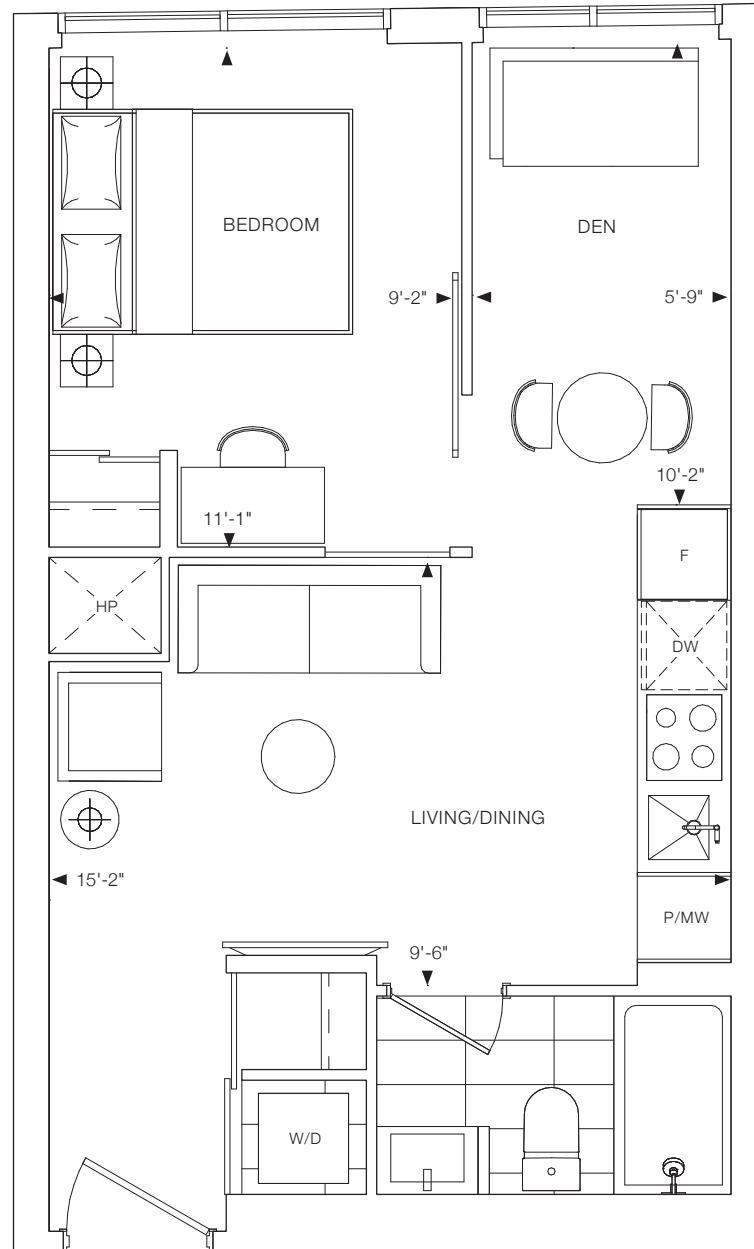 BEDROOM
DEN
9'-2"
5'-9"
10'-2"
11'-1"
F
HP
DW
LIVING/DINING
15'-2"
P/MW
9'-6"
W/D